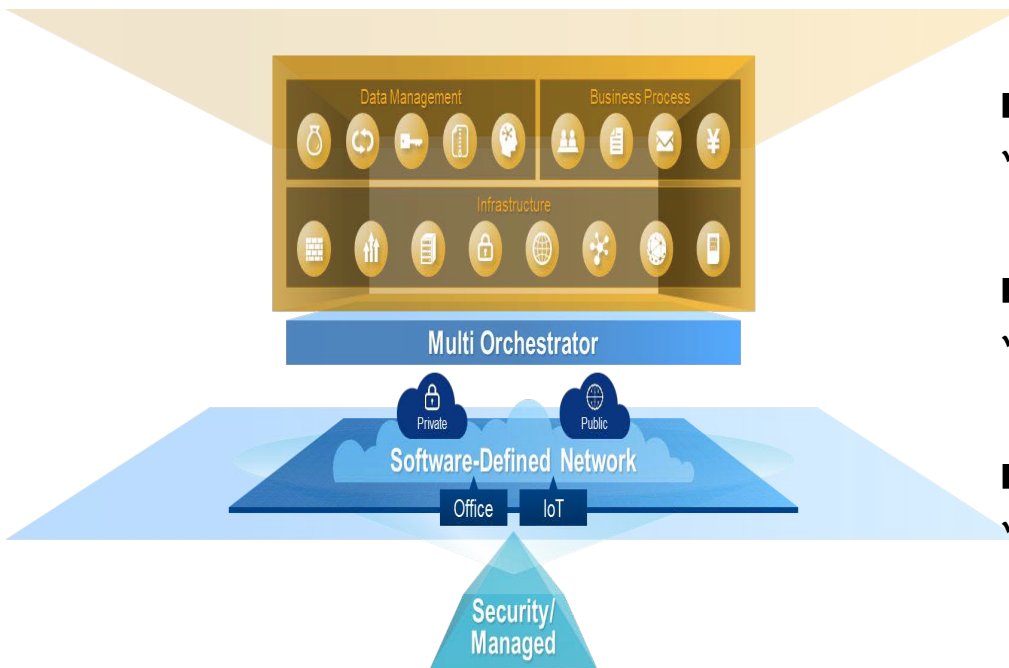 Data Management
Business Process
¥
Infrastructure
Multi Orchestrator
Private
Public
Software-Defined Network
Office
IoT
Security/
Managed